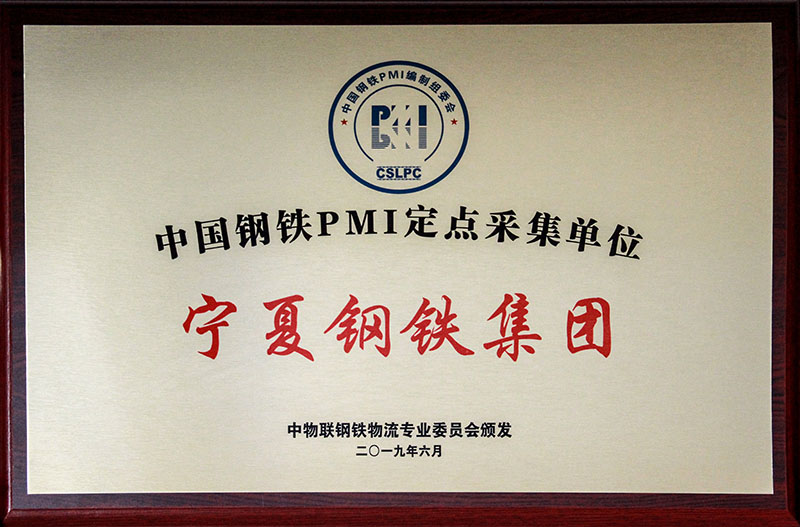 中国钢铁PMI编制组委会
PMI
CSLPC
中国钢铁PMI定点采集单位
宁夏钢铁集团
中物联钢铁物流专业委员会颁发
二〇一九年六月